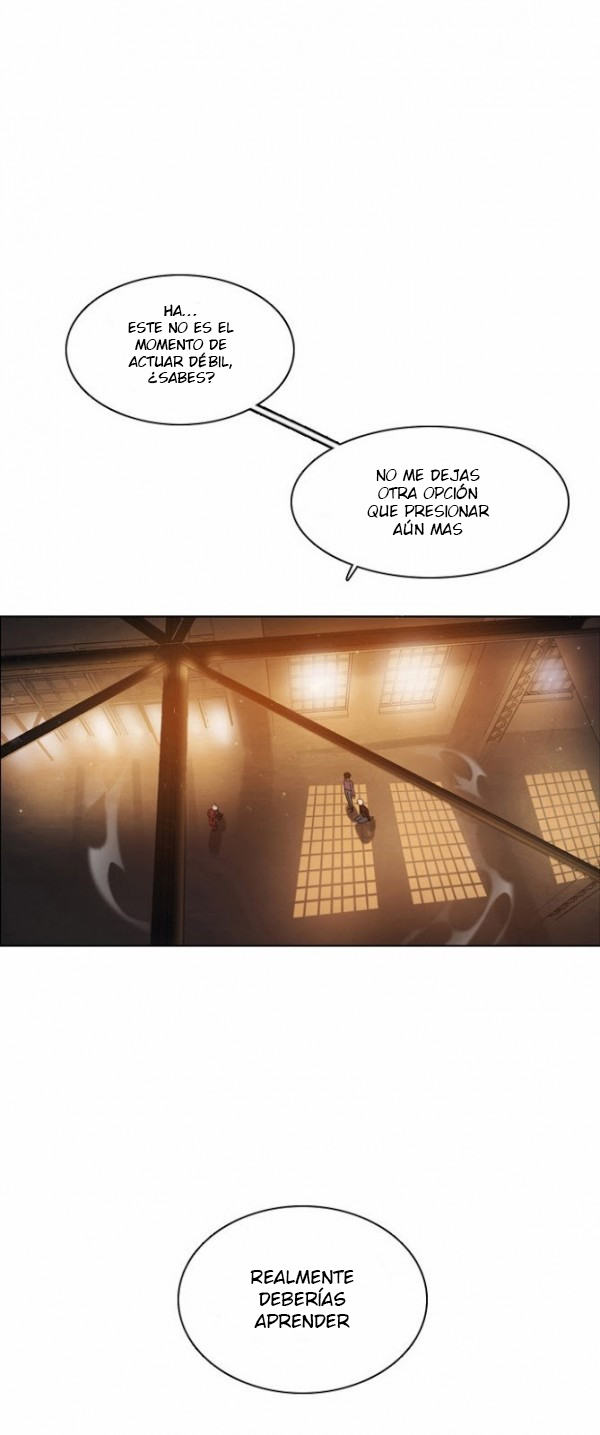 HA...
ESTE NO ES EL
MOMENTO DE
ACTUAR DÉBIL,
¿SABES?
NO ME DEJAS
OTRA OPCIÓN
QUE PRESIONAR
AÚN MAS
REALMENTE
DEBERÍAS
APRENDER